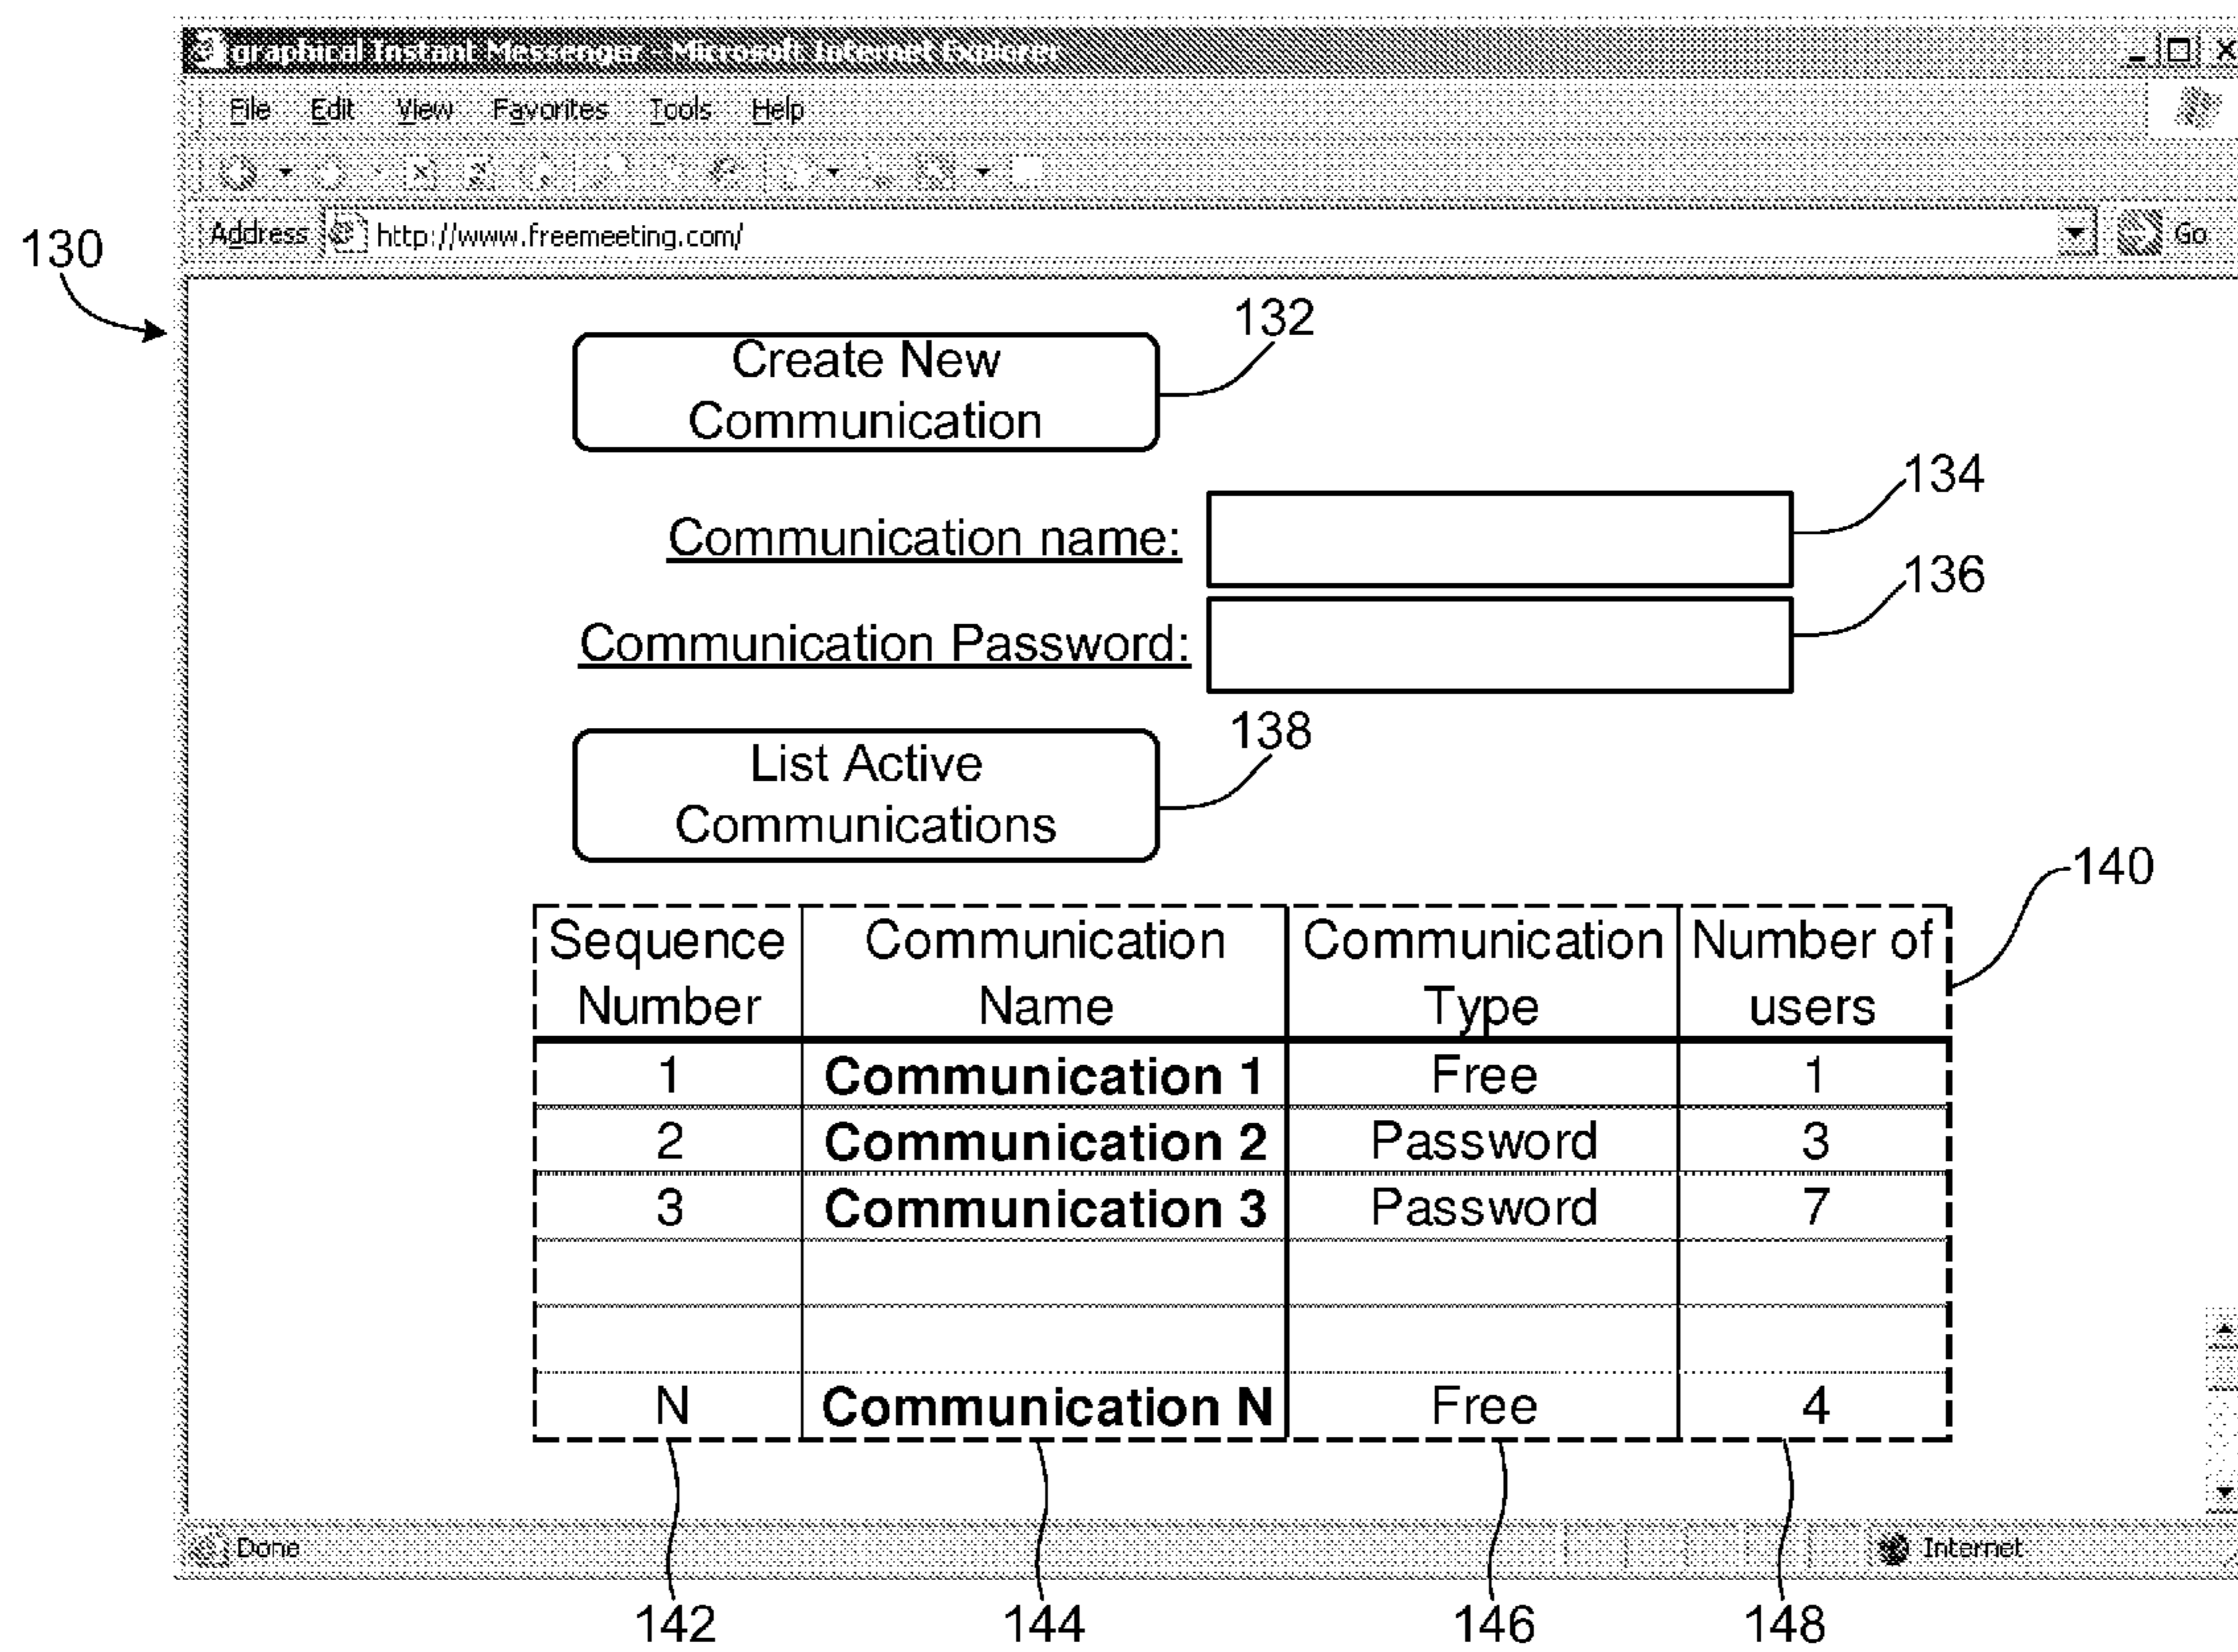 graphical Instant Messenger - Microsoft Internet Explorer
File Edit View Favorites Tools Help
Address http://www.freemeeting.com/ Go
130
132
Create New
Communication
134
Communication name:
136
Communication Password:
138
List Active
Communications
140
Sequence Number Communication Name Communication Type Number of users
1 Communication 1 Free 1
2 Communication 2 Password 3
3 Communication 3 Password 7
N Communication N Free 4
Done Internet
142 144 146 148